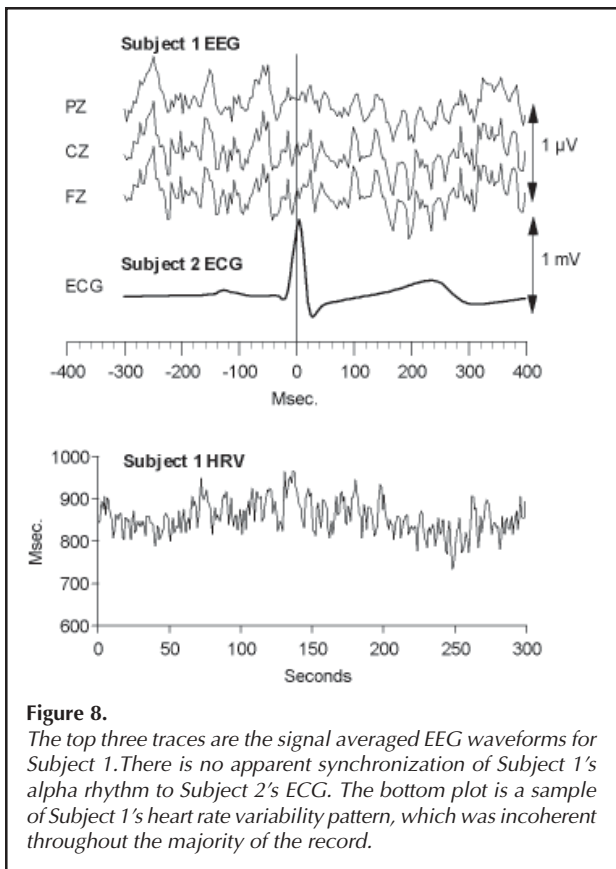 Subject 1 EEG
PZ
CZ
1 µV
FZ
Subject 2 ECG
ECG
1 mV
-400 -300 -200 -100 0 100 200 300 400
Msec.
Subject 1 HRV
1000
900
800
700
600
Msec.
0 50 100 150 200 250 300
Seconds
Figure 8.
The top three traces are the signal averaged EEG waveforms for
Subject 1.There is no apparent synchronization of Subject 1's
alpha rhythm to Subject 2's ECG. The bottom plot is a sample
of Subject 1's heart rate variability pattern, which was incoherent
throughout the majority of the record.